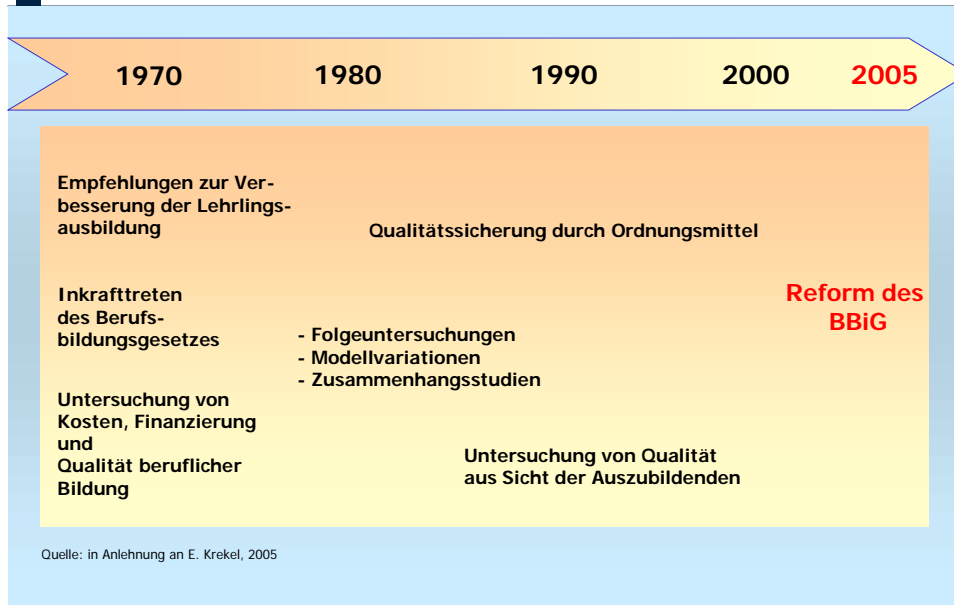 1970 1980 1990 2000 2005
Empfehlungen zur Ver-
besserung der Lehrlings-
ausbildung
Qualitätssicherung durch Ordnungsmittel
Inkrafttreten
des Berufs-
bildungsgesetzes
- Folgeuntersuchungen
- Modellvariationen
- Zusammenhangsstudien
Reform des
BBiG
Untersuchung von
Kosten, Finanzierung
und
Qualität beruflicher
Bildung
Untersuchung von Qualität
aus Sicht der Auszubildenden
Quelle: in Anlehnung an E. Krekel, 2005